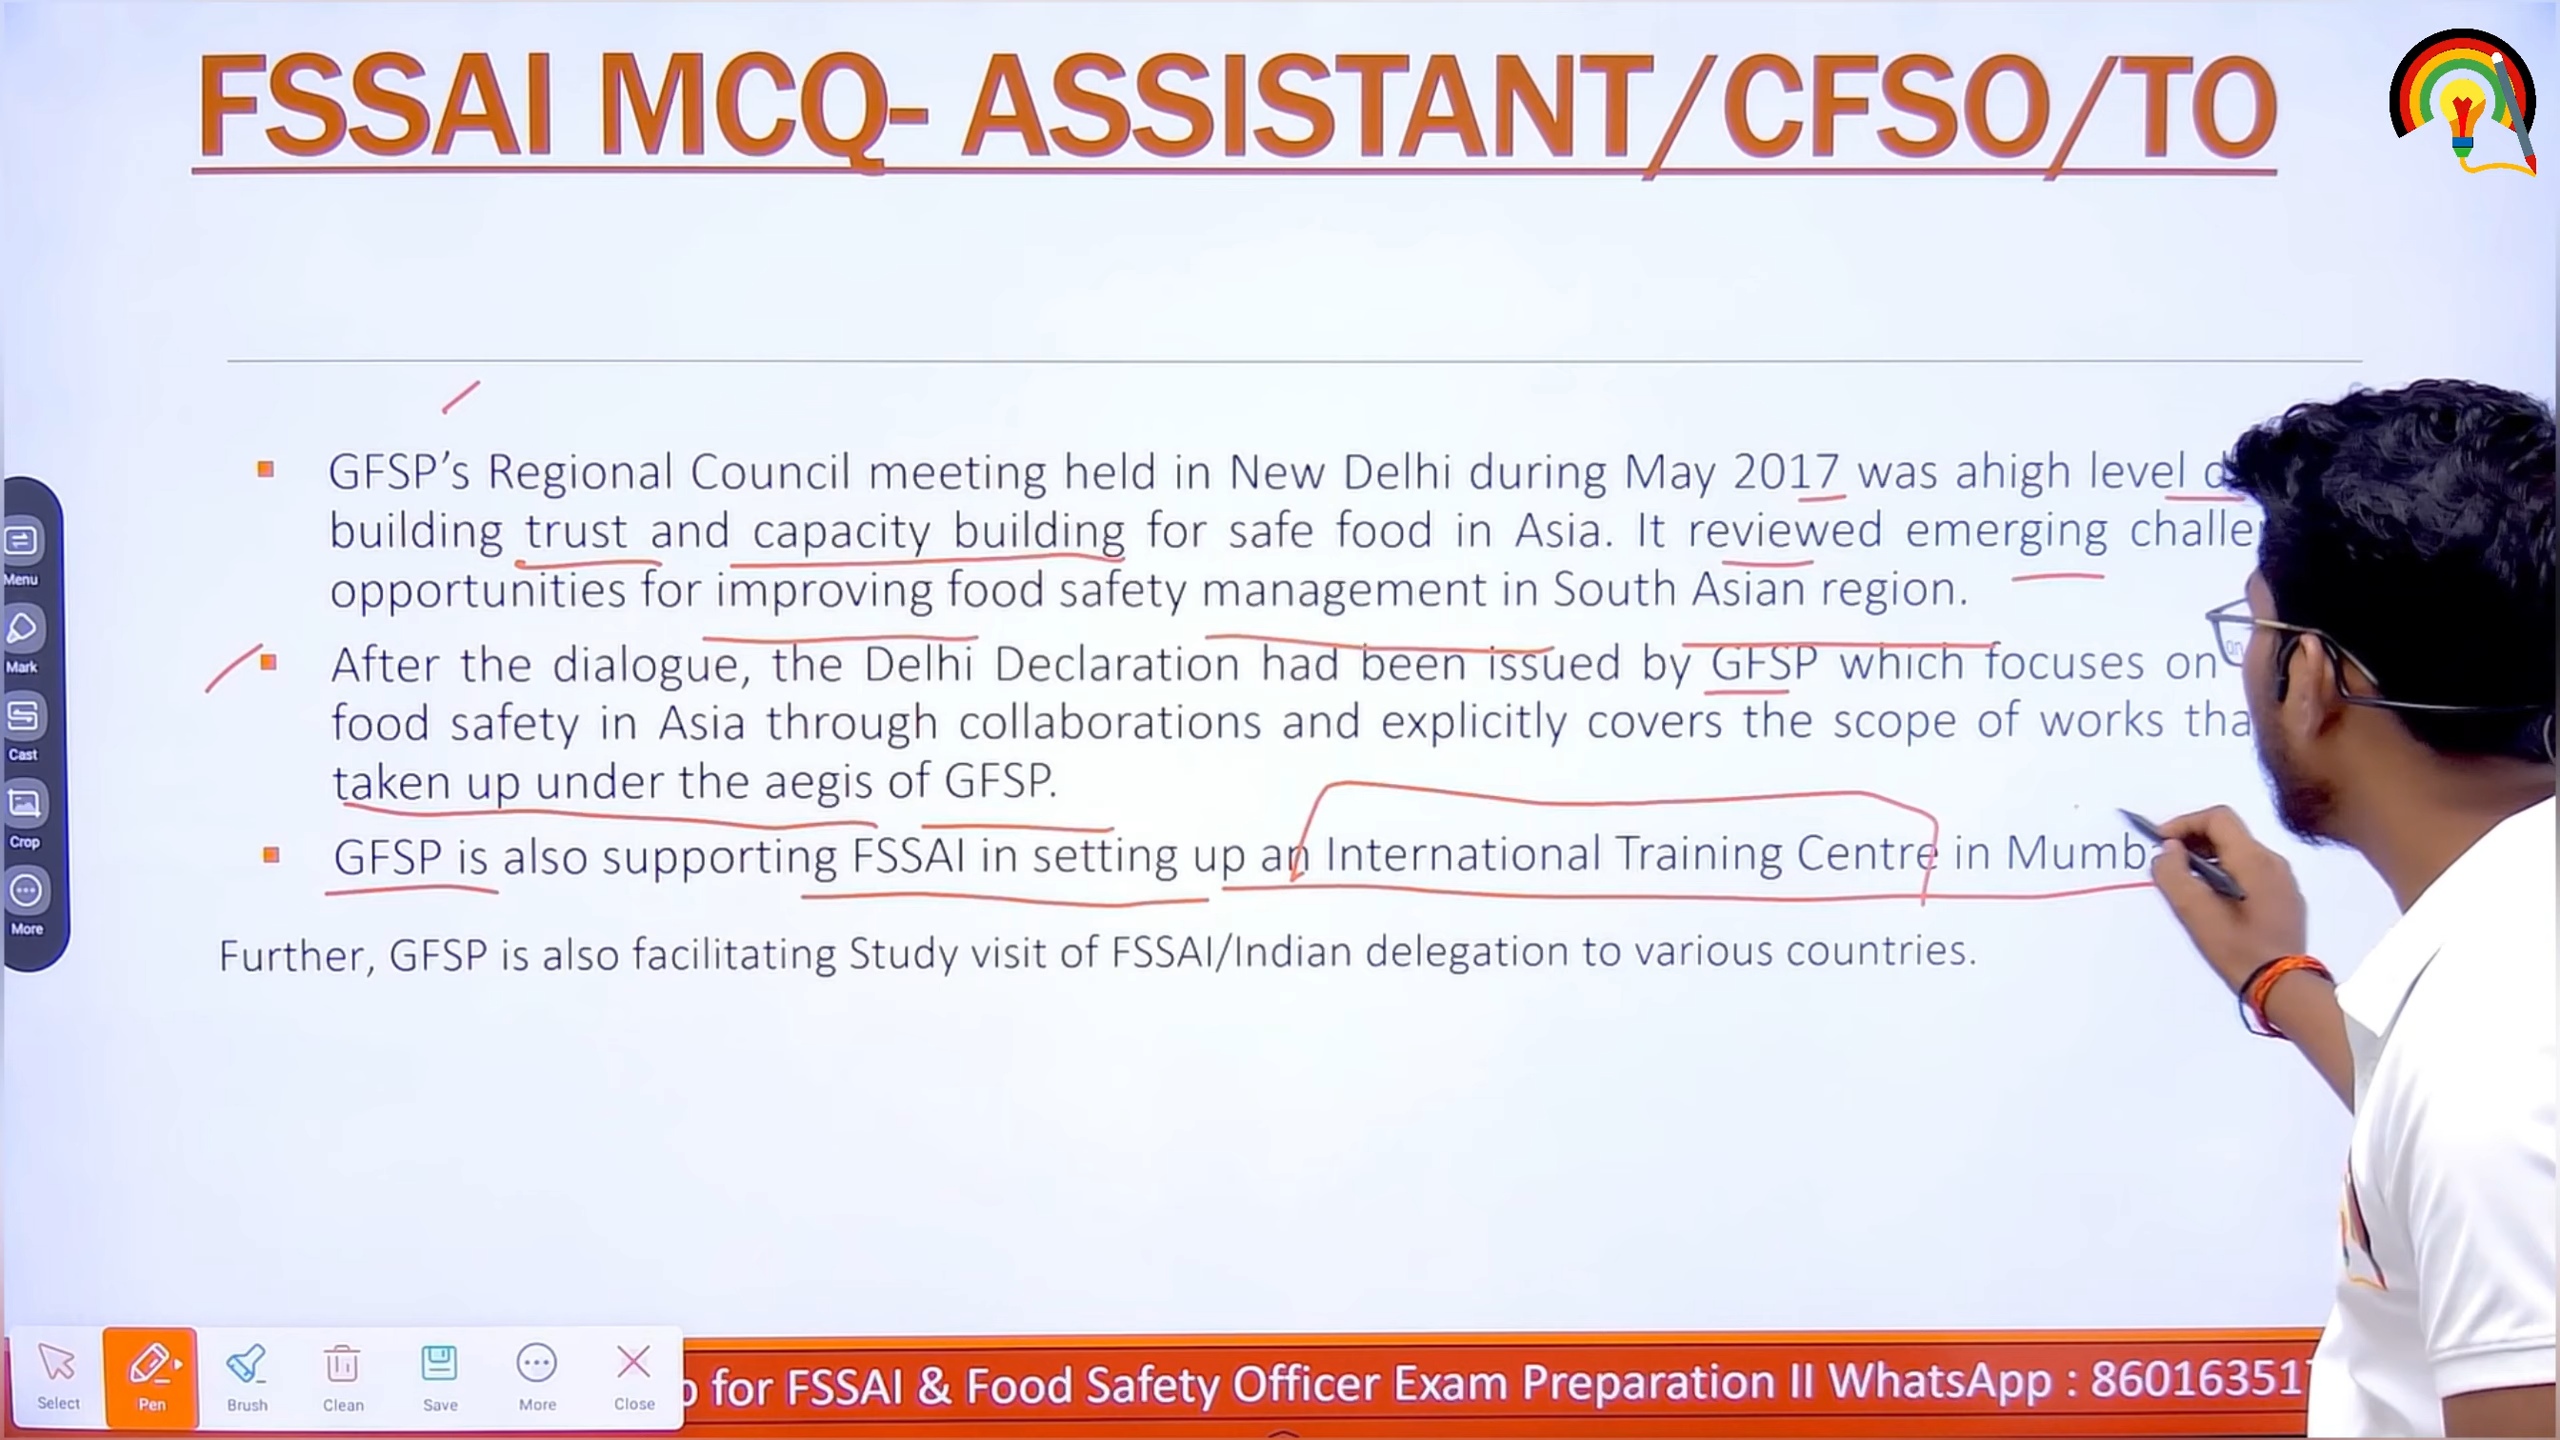 FSSAI MCQ- ASSISTANT/CFSO/TO
GFSP's Regional Council meeting held in New Delhi during May 2017 was ahigh level
building trust and capacity building for safe food in Asia. It reviewed emerging
opportunities for improving food safety management in South Asian region.
After the dialogue, the Delhi Declaration had been issued by GFSP which focuses on
food safety in Asia through collaborations and explicitly covers the scope of works
taken up under the aegis of GFSP.
GFSP is also supporting FSSAI in setting up an International Training Centre in
Further, GFSP is also facilitating Study visit of FSSAI/Indian delegation to various countries.
Menu
Mark
Cast
Crop
More
Select Pen Brush Clean Save More Close
for FSSAI & Food Safety Officer Exam Preparation II WhatsApp : 86016351